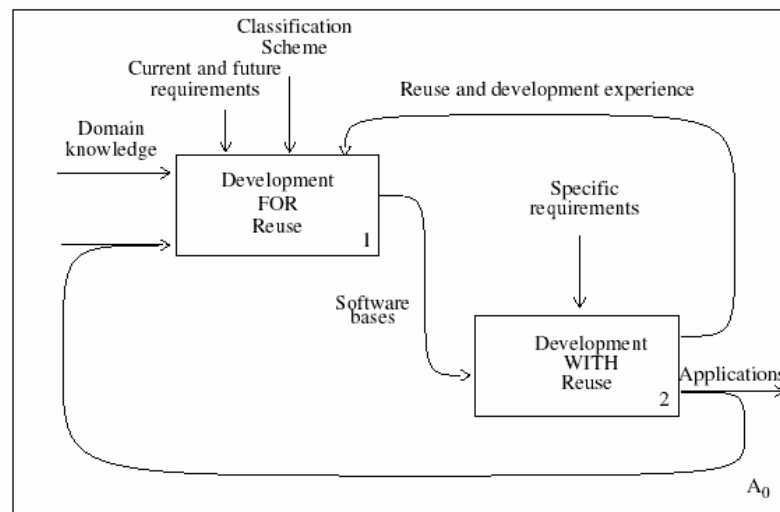 Classification
Scheme
Current and future
requirements
Reuse and development experience
Domain
knowledge
Development
FOR
Reuse
1
Specific
requirements
Software
bases
Development
WITH
Reuse
2
Applications
A0